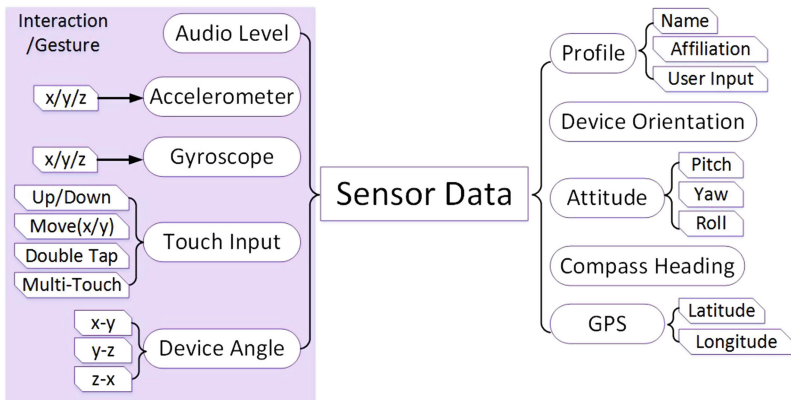 Interaction
/Gesture
Audio Level
x/y/z
Accelerometer
x/y/z
Gyroscope
Up/Down
Move(x/y)
Double Tap
Multi-Touch
Touch Input
x-y
y-z
z-x
Device Angle
Sensor Data
Profile
Name
Affiliation
User Input
Device Orientation
Attitude
Pitch
Yaw
Roll
Compass Heading
GPS
Latitude
Longitude